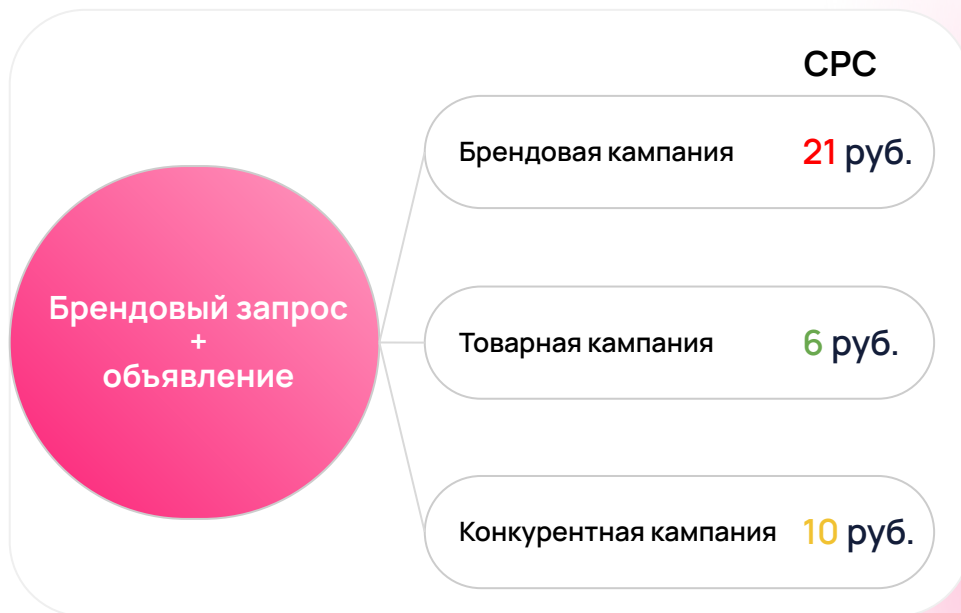 CPC
Брендовая кампания 21 руб.
Брендовый запрос
+
объявление
Товарная кампания 6 руб.
Конкурентная кампания 10 руб.